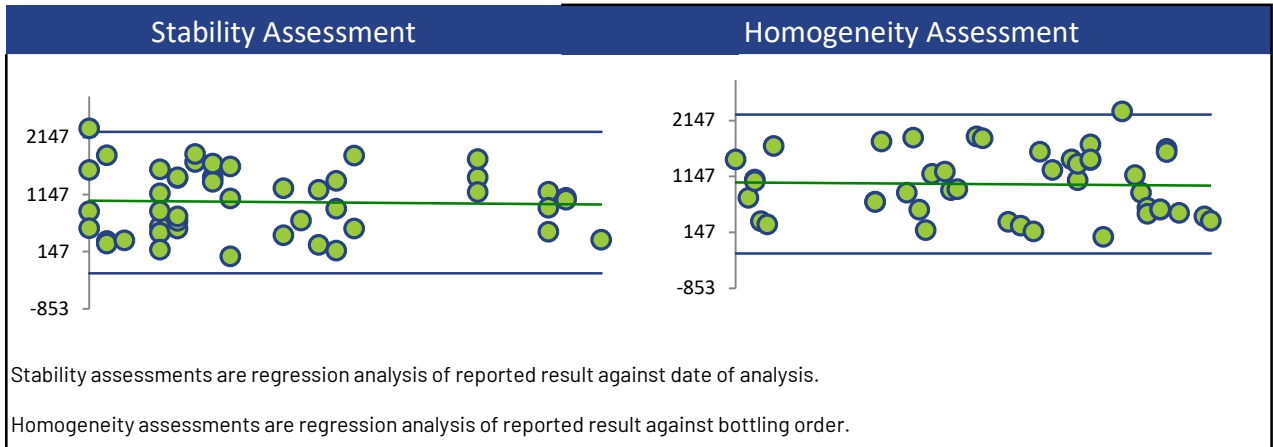 Stability Assessment
Homogeneity Assessment
2147
1147
147
-853
2147
1147
147
-853
Stability assessments are regression analysis of reported result against date of analysis.
Homogeneity assessments are regression analysis of reported result against bottling order.